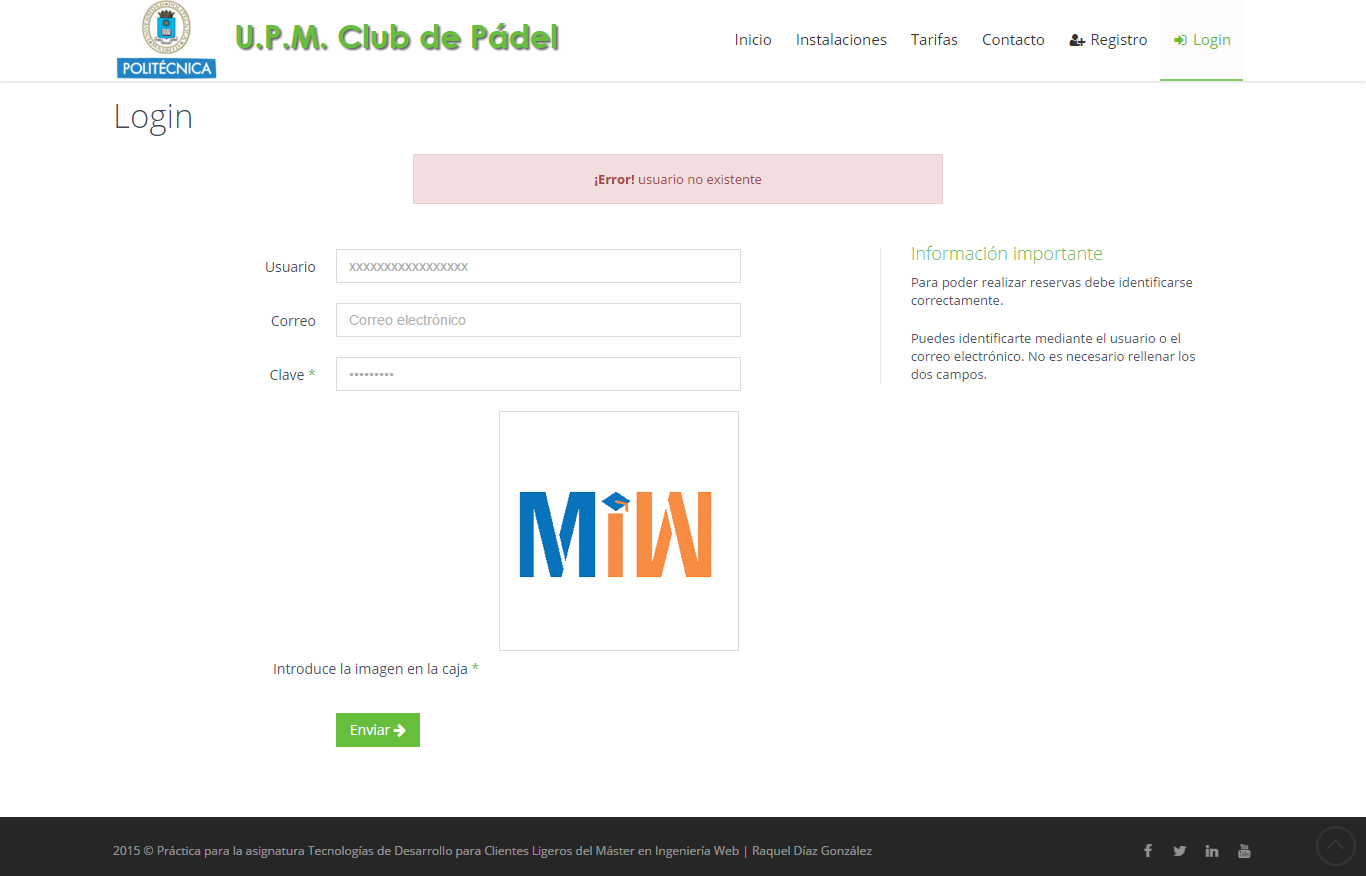 POLITÉCNICA
U.P.M. Club de Pádel
Inicio Instalaciones Tarifas Contacto Registro Login
Login
¡Error! usuario no existente
Usuario xxxxxxxxxxxxxxxxx
Correo Correo electrónico
Clave * •••••••••
Información importante
Para poder realizar reservas debe identificarse
correctamente.
Puedes identificarte mediante el usuario o el
correo electrónico. No es necesario rellenar los
dos campos.
MiW
Introduce la imagen en la caja *
Enviar
2015 © Práctica para la asignatura Tecnologías de Desarrollo para Clientes Ligeros del Máster en Ingeniería Web | Raquel Díaz González